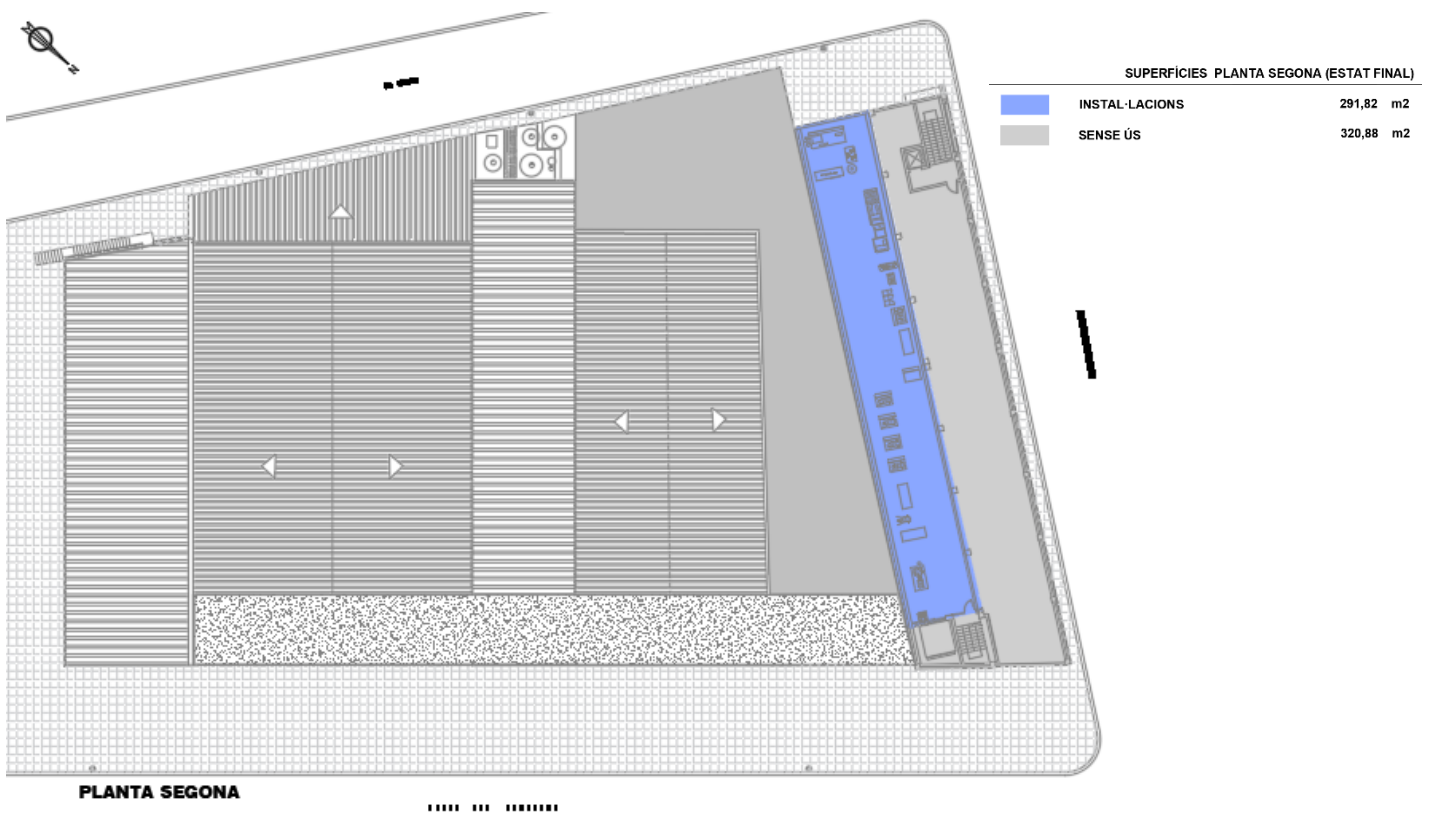 N
SUPERFÍCIES PLANTA SEGONA (ESTAT FINAL)
INSTAL·LACIONS 291,82 m2
SENSE ÚS 320,88 m2
PLANTA SEGONA